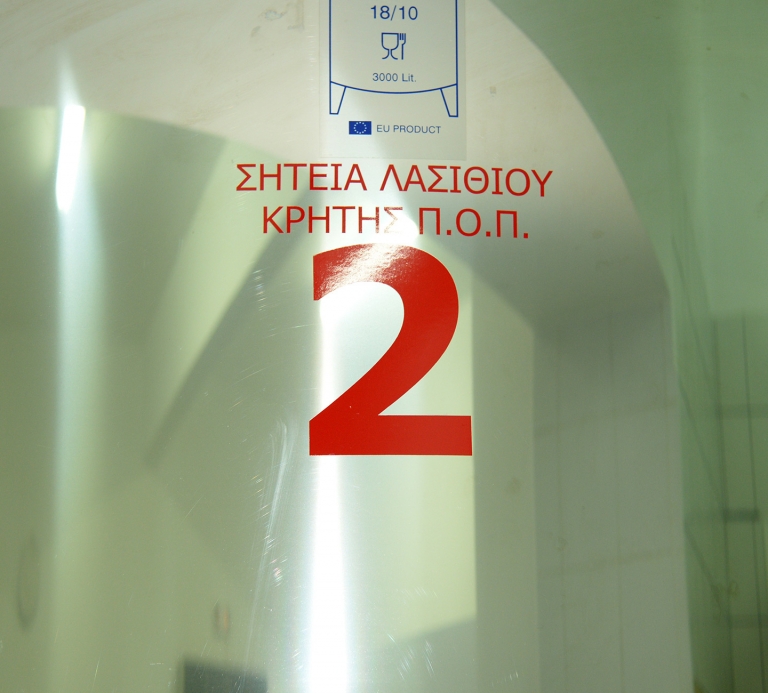 18/10
3000 Lit.
EU PRODUCT
ΣΗΤΕΙΑ ΛΑΣΙΘΙΟΥ
ΚΡΗΤΗΣ Π.Ο.Π.
2